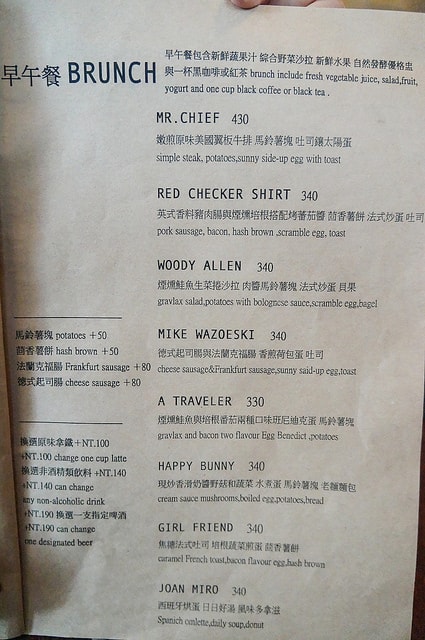 早午餐 BRUNCH
早午餐包含新鮮蔬果汁 綜合野菜沙拉 新鮮水果 自然發酵優格盅
與一杯黑咖啡或紅茶 brunch include fresh vegetable juice, salad,fruit,
yogurt and one cup black coffee or black tea .
MR.CHIEF 430
嫩煎原味美國翼板牛排 馬鈴薯塊 吐司鑲太陽蛋
simple steak, potatoes,sunny side-up egg with toast
RED CHECKER SHIRT 340
英式香料豬肉腸與煙燻培根搭配烤蕃茄醬 茴香薯餅 法式炒蛋 吐司
pork sausage, bacon, hash brown ,scramble egg, toast
WOODY ALLEN 340
煙燻鮭魚生菜捲沙拉 肉醬馬鈴薯塊 法式炒蛋 貝果
gravlax salad,potatoes with bolognese sauce,scramble egg,bagel
MIKE WAZOESKI 340
德式起司腸與法蘭克福腸 香煎荷包蛋 吐司
cheese sausage&Frankfurt sausage,sunny said-up egg,toast
A TRAVELER 330
煙燻鮭魚與培根番茄兩種口味班尼迪克蛋 馬鈴薯塊
gravlax and bacon two flavour Egg Benedict ,potatoes
HAPPY BUNNY 340
現炒香滑奶醬野菇和蔬菜 水煮蛋 馬鈴薯塊 老麵麵包
cream sauce mushrooms,boiled egg,potatoes,bread
GIRL FRIEND 340
焦糖法式吐司 培根蔬菜煎蛋 茴香薯餅
caramel French toast,bacon flavour egg,hash brown
JOAN MIRO 340
西班牙烘蛋 日日好湯 風味多拿滋
Spanich omlette,daily soup,donut
馬鈴薯塊 potatoes +50
茴香薯餅 hash brown +50
法蘭克福腸 Frankfurt sausage +80
德式起司腸 cheese sausage +80
換選原味拿鐵 +NT.100
+NT.100 change one cup latte
換選非酒精類飲料 +NT.140
+NT.140 can change
any non-alcoholic drink
+NT.190 換選一支指定啤酒
+NT.190 can change
one designated beer